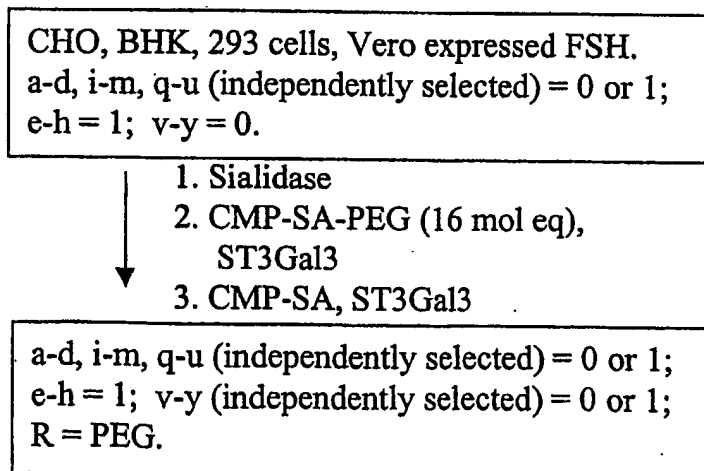 CHO, BHK, 293 cells, Vero expressed FSH.
a-d, i-m, q-u (independently selected) = 0 or 1;
e-h = 1; v-y = 0.
1. Sialidase
2. CMP-SA-PEG (16 mol eq),
ST3Gal3
3. CMP-SA, ST3Gal3
a-d, i-m, q-u (independently selected) = 0 or 1;
e-h = 1; v-y (independently selected) = 0 or 1;
R = PEG.